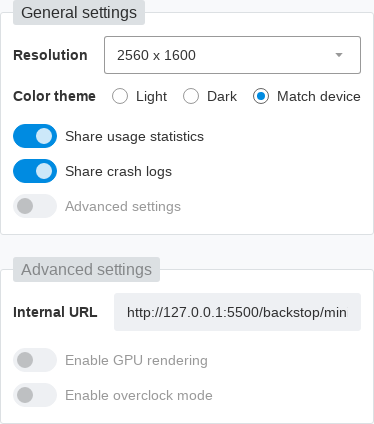 General settings
Resolution 2560 x 1600
Color theme Light Dark Match device
Share usage statistics
Share crash logs
Advanced settings
Advanced settings
Internal URL http://127.0.0.1:5500/backstop/min
Enable GPU rendering
Enable overclock mode